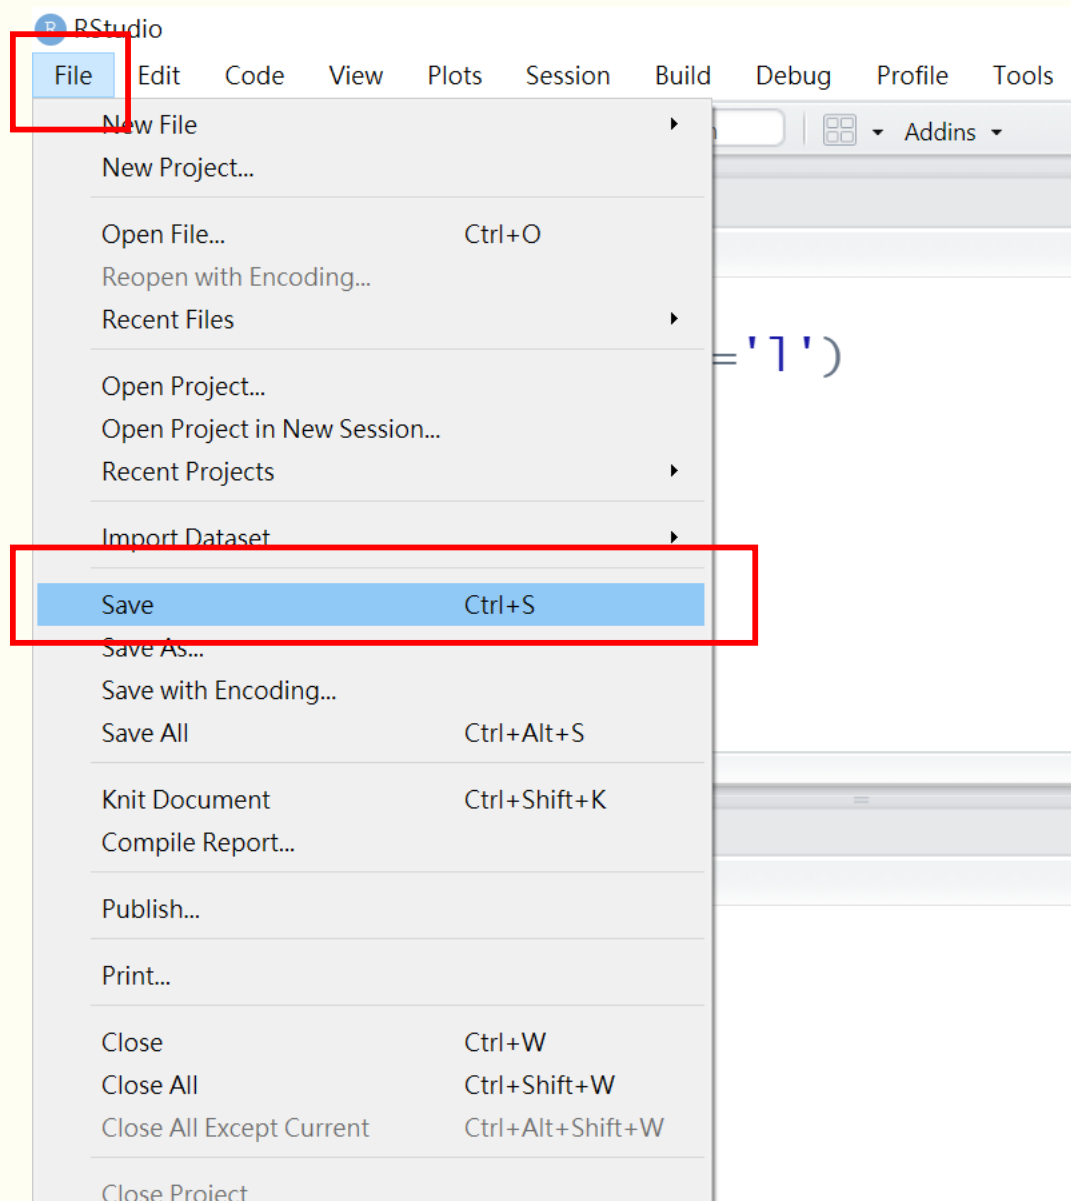 R RStudio
File Edit Code View Plots Session Build Debug Profile Tools
New File
Addins
New Project...
Open File... Ctrl+O
Reopen with Encoding...
Recent Files
='l')
Open Project...
Open Project in New Session...
Recent Projects
Import Dataset
Save Ctrl+S
Save As...
Save with Encoding...
Save All Ctrl+Alt+S
Knit Document Ctrl+Shift+K
Compile Report...
Publish...
Print...
Close Ctrl+W
Close All Ctrl+Shift+W
Close All Except Current Ctrl+Alt+Shift+W
Close Project